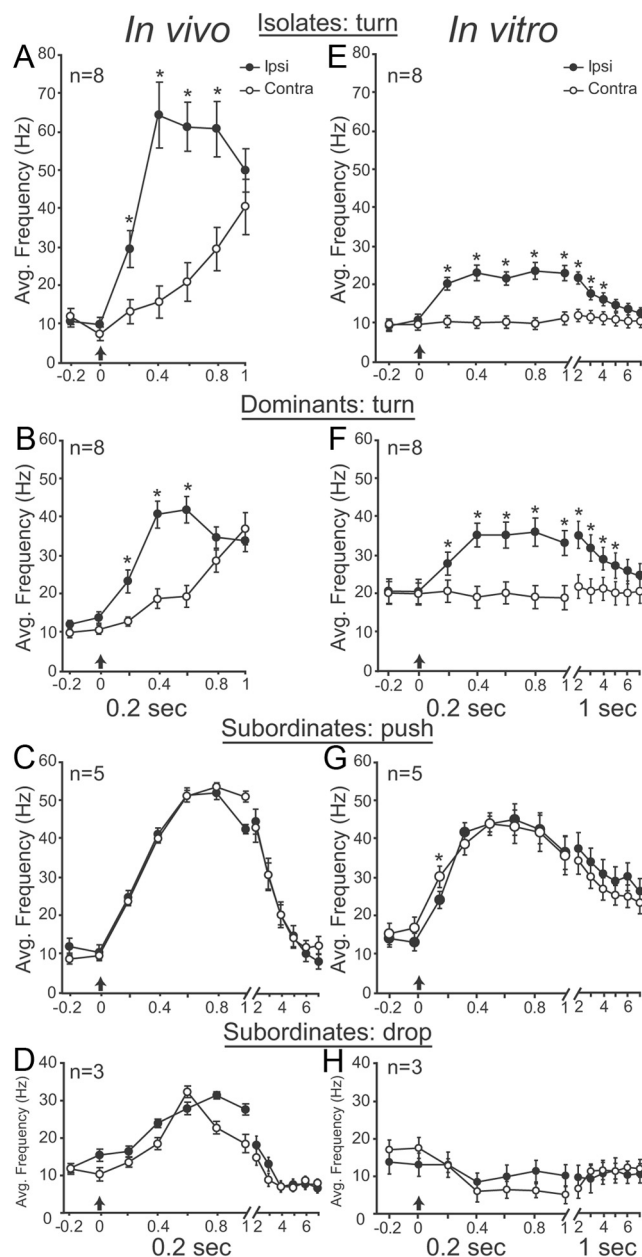 In vivo
Isolates: turn
In vitro
A
n=8
Ipsi
Contra
Avg. Frequency (Hz)
80
70
60
50
40
30
20
10
0
* * * *
-0.2 0 0.4 0.8 1
E
n=8
Ipsi
Contra
Avg. Frequency (Hz)
80
70
60
50
40
30
20
10
0
* * * * * * * *
-0.2 0 0.4 0.8 1 2 4 6
Dominants: turn
B
n=8
Avg. Frequency (Hz)
60
50
40
30
20
10
0
* * *
-0.2 0 0.4 0.8 1
0.2 sec
F
n=8
Avg. Frequency (Hz)
60
50
40
30
20
10
0
* * * * * * * * *
-0.2 0 0.4 0.8 1 2 4 6
0.2 sec 1 sec
Subordinates: push
C
n=5
Avg. Frequency (Hz)
60
50
40
30
20
10
0
-0.2 0 0.4 0.8 1 2 4 6
G
n=5
Avg. Frequency (Hz)
60
50
40
30
20
10
0
*
-0.2 0 0.4 0.8 1 2 4 6
Subordinates: drop
D
n=3
Avg. Frequency (Hz)
40
30
20
10
0
-0.2 0 0.4 0.8 1 2 4 6
0.2 sec
H
n=3
Avg. Frequency (Hz)
40
30
20
10
0
-0.2 0 0.4 0.8 1 2 4 6
0.2 sec 1 sec